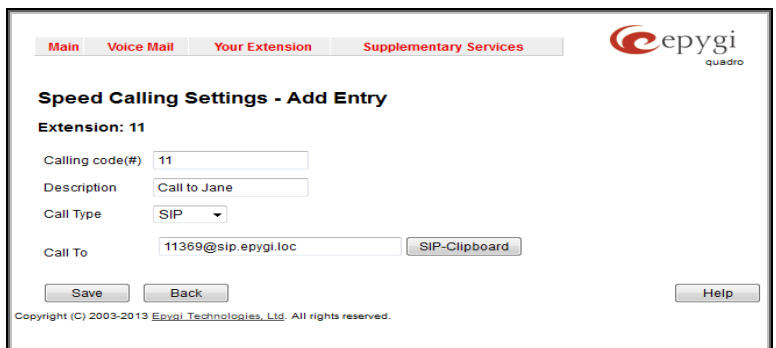 epygi
quadro
Main Voice Mail Your Extension Supplementary Services
Speed Calling Settings - Add Entry
Extension: 11
Calling code(#) 11
Description Call to Jane
Call Type SIP
Call To 11369@sip.epygi.loc SIP-Clipboard
Save Back Help
Copyright (C) 2003-2013 Epygi Technologies, Ltd. All rights reserved.